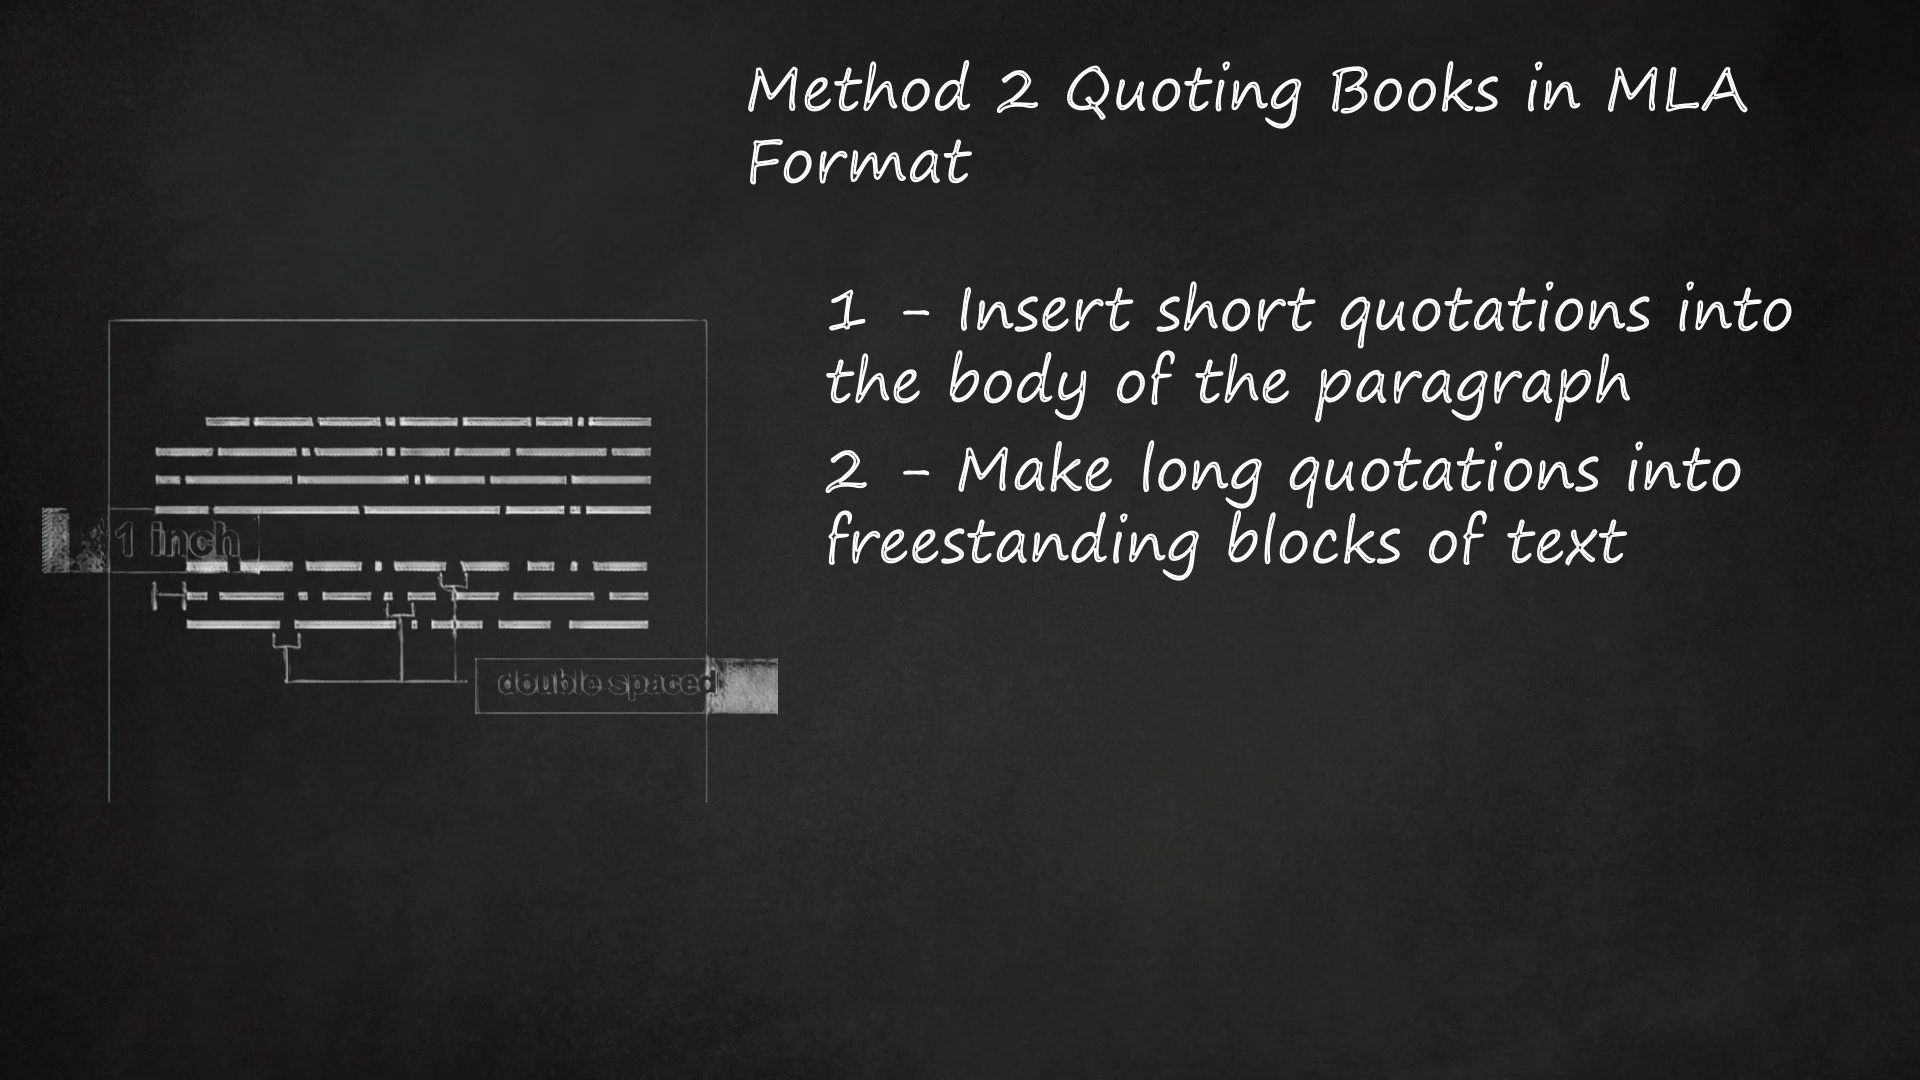 Method 2 Quoting Books in MLA
Format
1 - Insert short quotations into
the body of the paragraph
2 - Make long quotations into
freestanding blocks of text
1 inch
double spaced